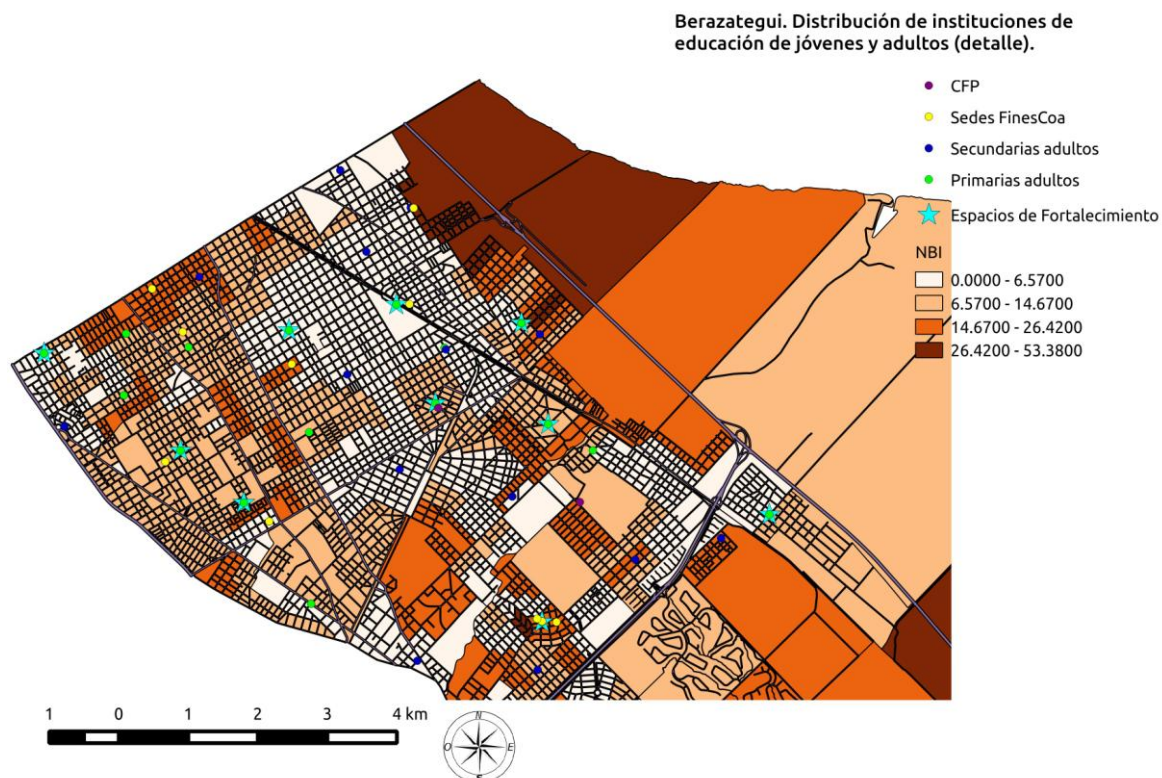 Berazategui. Distribución de instituciones de
educación de jóvenes y adultos (detalle).
CFP
Sedes FinesCoa
Secundarias adultos
Primarias adultos
Espacios de Fortalecimiento
NBI
0.0000 - 6.5700
6.5700 - 14.6700
14.6700 - 26.4200
26.4200 - 53.3800
1 0 1 2 3 4 km
N
O E
S